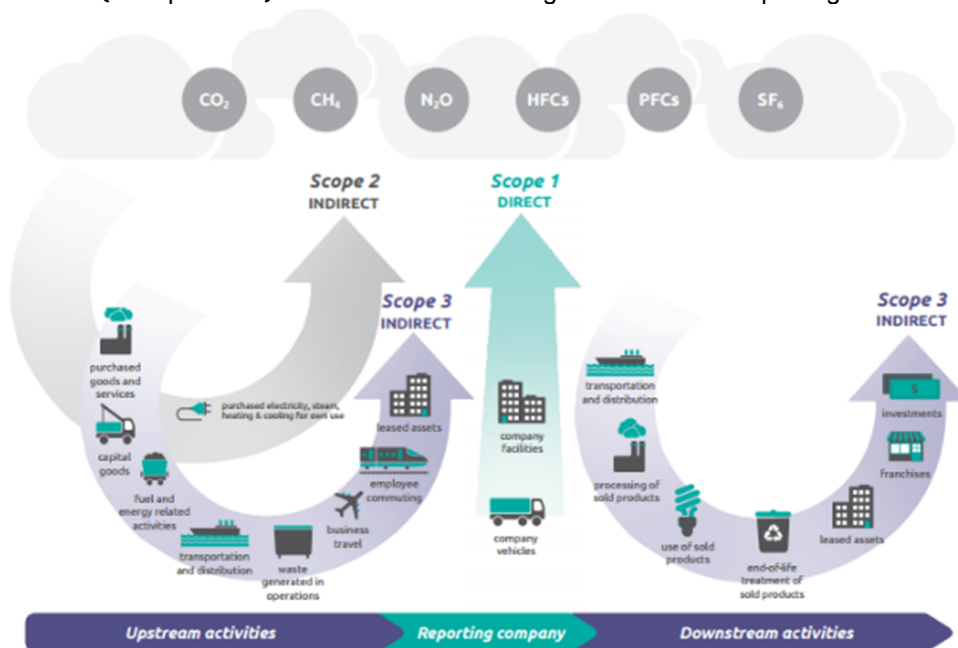 CO₂ CH₄ N₂O HFCs PFCs SF₆
Scope 2
INDIRECT
Scope 1
DIRECT
Scope 3
INDIRECT
Scope 3
INDIRECT
purchased
goods and
services
capital
goods
fuel and
energy related
activities
purchased electricity, steam,
heating & cooling for own use
transportation
and distribution
waste
generated in
operations
business
travel
employee
commuting
leased assets
company
facilities
company
vehicles
transportation
and distribution
processing of
sold products
use of sold
products
end-of-life
treatment of
sold products
leased assets
franchises
investments
$
Upstream activities
Reporting company
Downstream activities